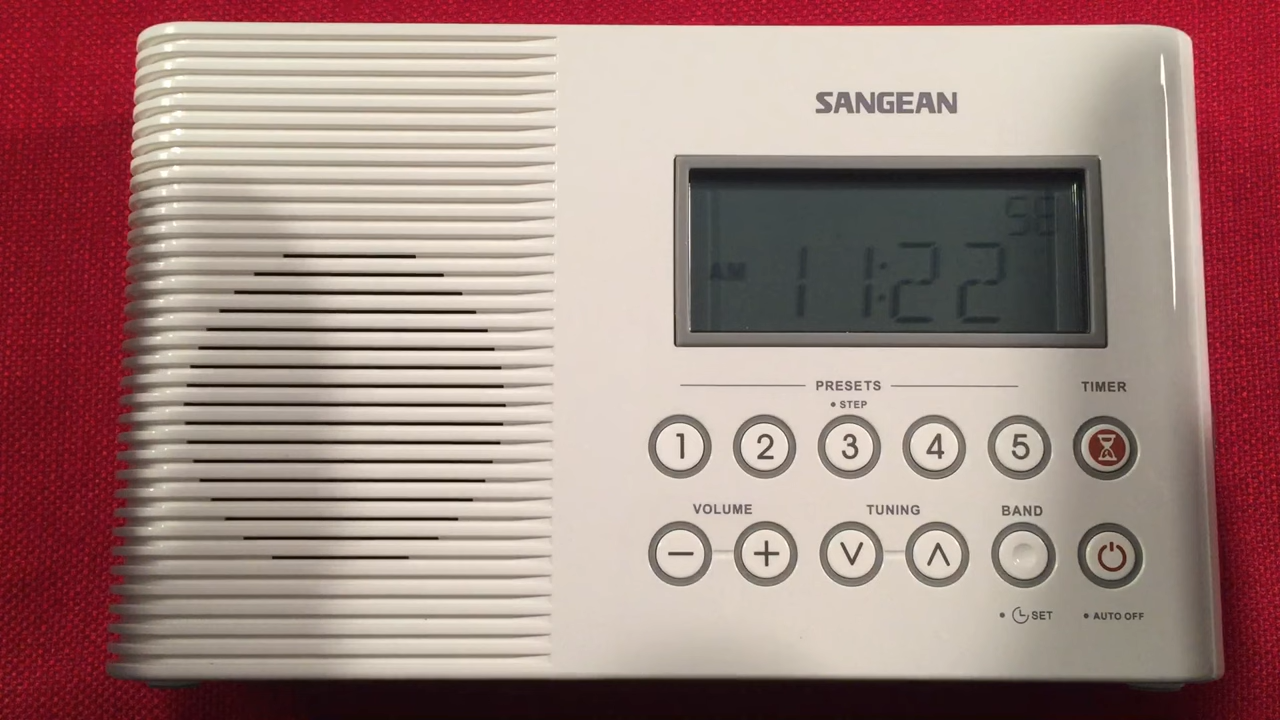 SANGEAN
58
AM 11:22
PRESETS TIMER
• STEP
1 2 3 4 5
VOLUME TUNING BAND
− + ∨ ∧
• SET • AUTO OFF